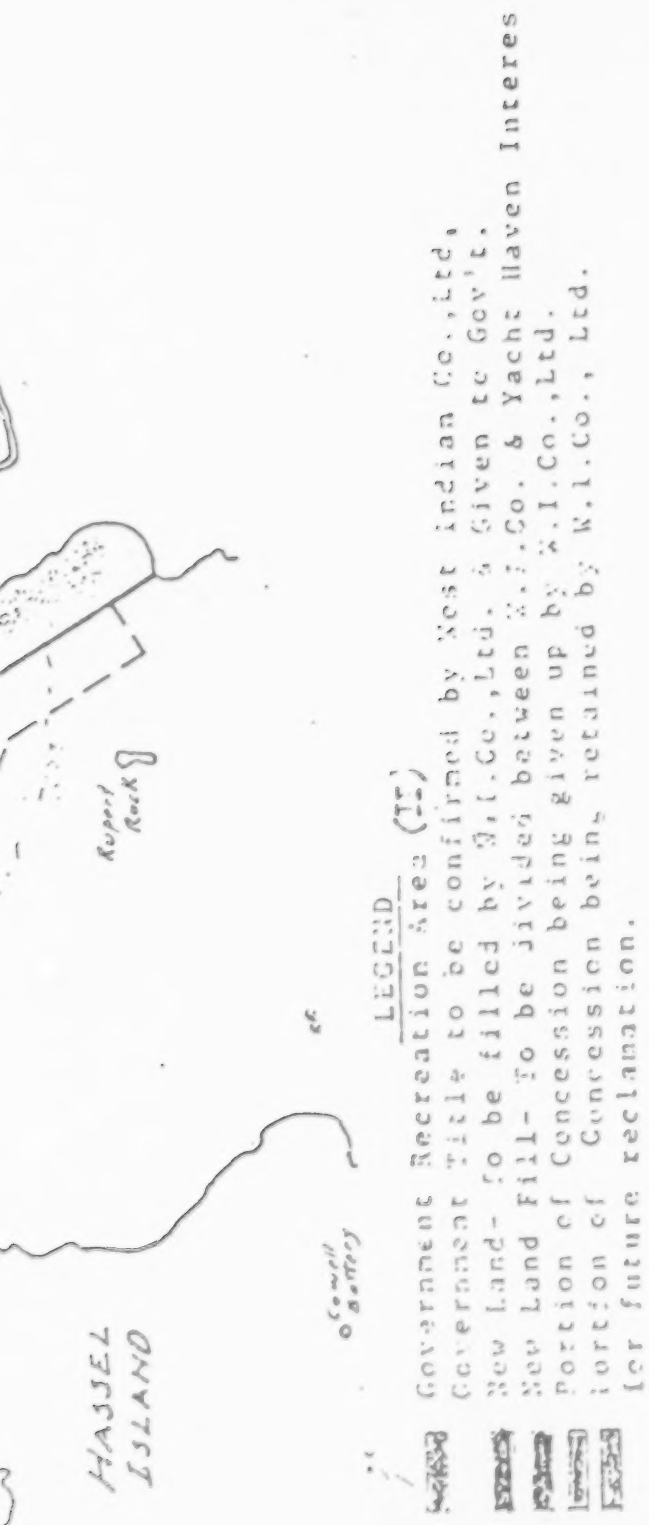 HASSEL
ISLAND
Cowell
Battery
Rupert
Rock
LEGEND
Government Recreation Area (II)
Government Title to be confirmed by West Indian Co.,Ltd.
New Land- To be filled by W.I.Co.,Ltd. & Given to Gov't.
New Land Fill- To be divided between W.I.Co. & Yacht Haven Interes
Portion of Concession being given up by W.I.Co.,Ltd.
Portion of Concession being retained by W.I.Co., Ltd.
for future reclamation.